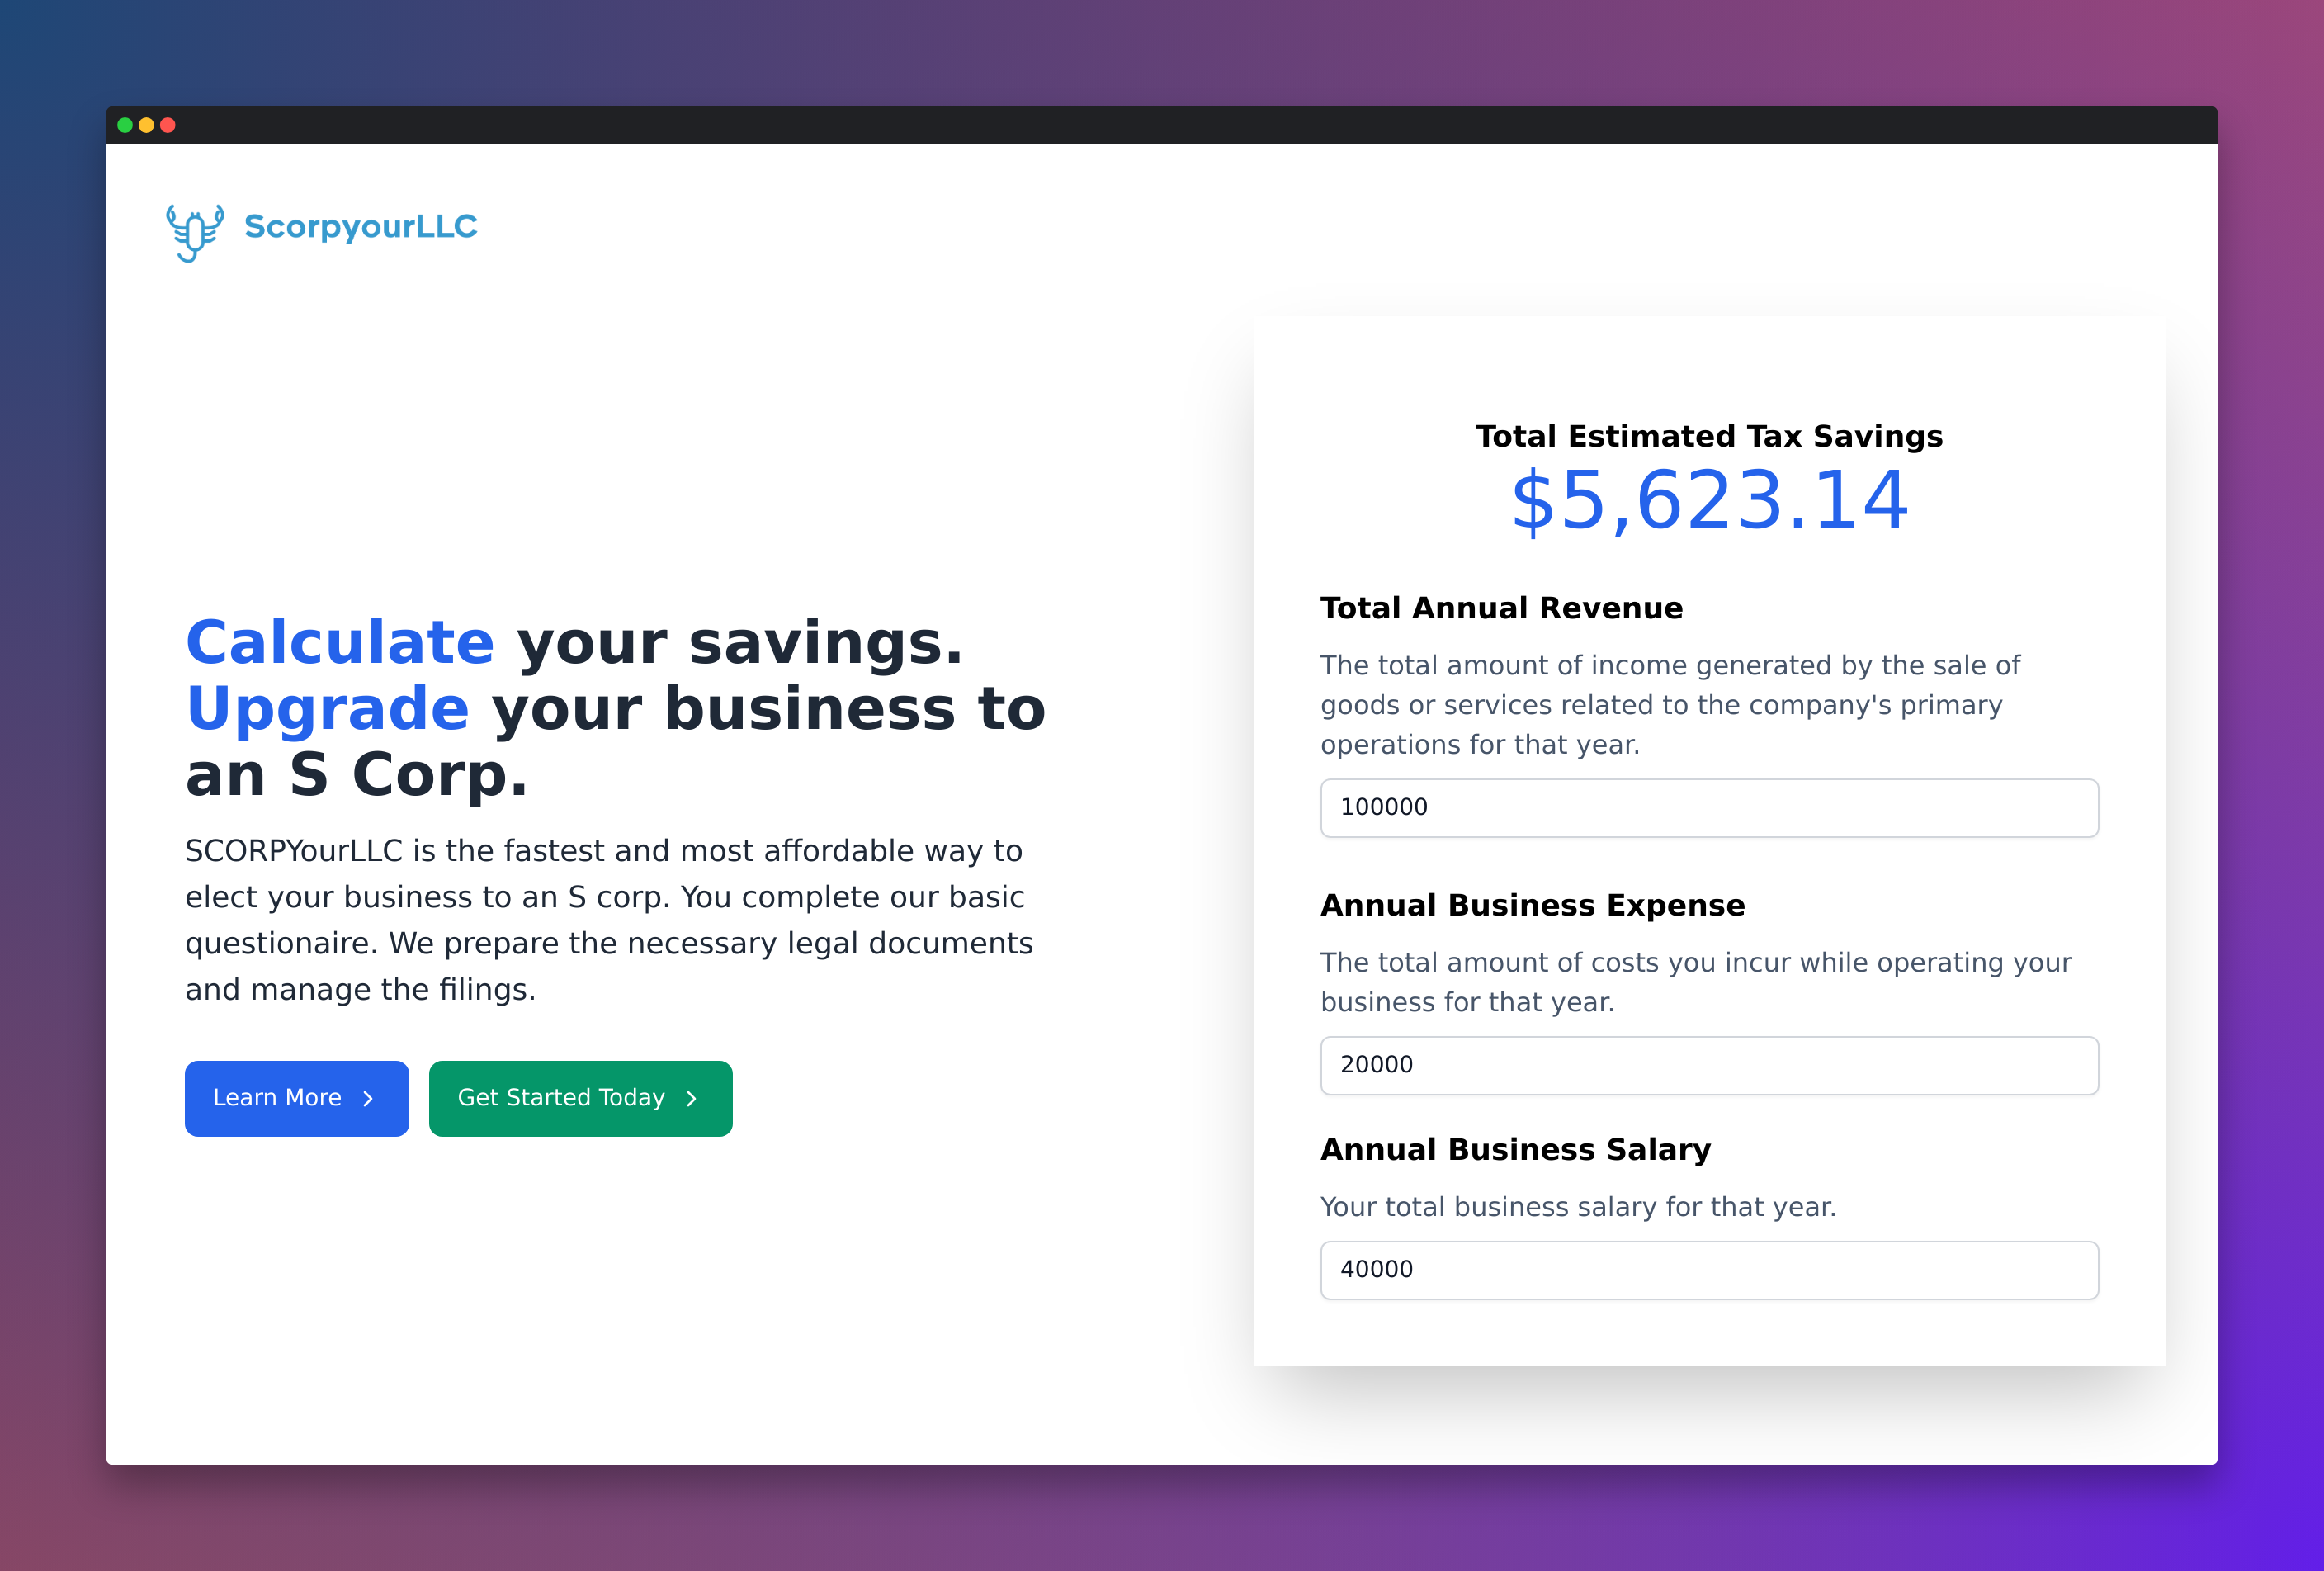 ScorpyourLLC
Calculate your savings.
Upgrade your business to
an S Corp.
SCORPYourLLC is the fastest and most affordable way to
elect your business to an S corp. You complete our basic
questionaire. We prepare the necessary legal documents
and manage the filings.
Learn More
Get Started Today
Total Estimated Tax Savings
$5,623.14
Total Annual Revenue
The total amount of income generated by the sale of
goods or services related to the company's primary
operations for that year.
100000
Annual Business Expense
The total amount of costs you incur while operating your
business for that year.
20000
Annual Business Salary
Your total business salary for that year.
40000